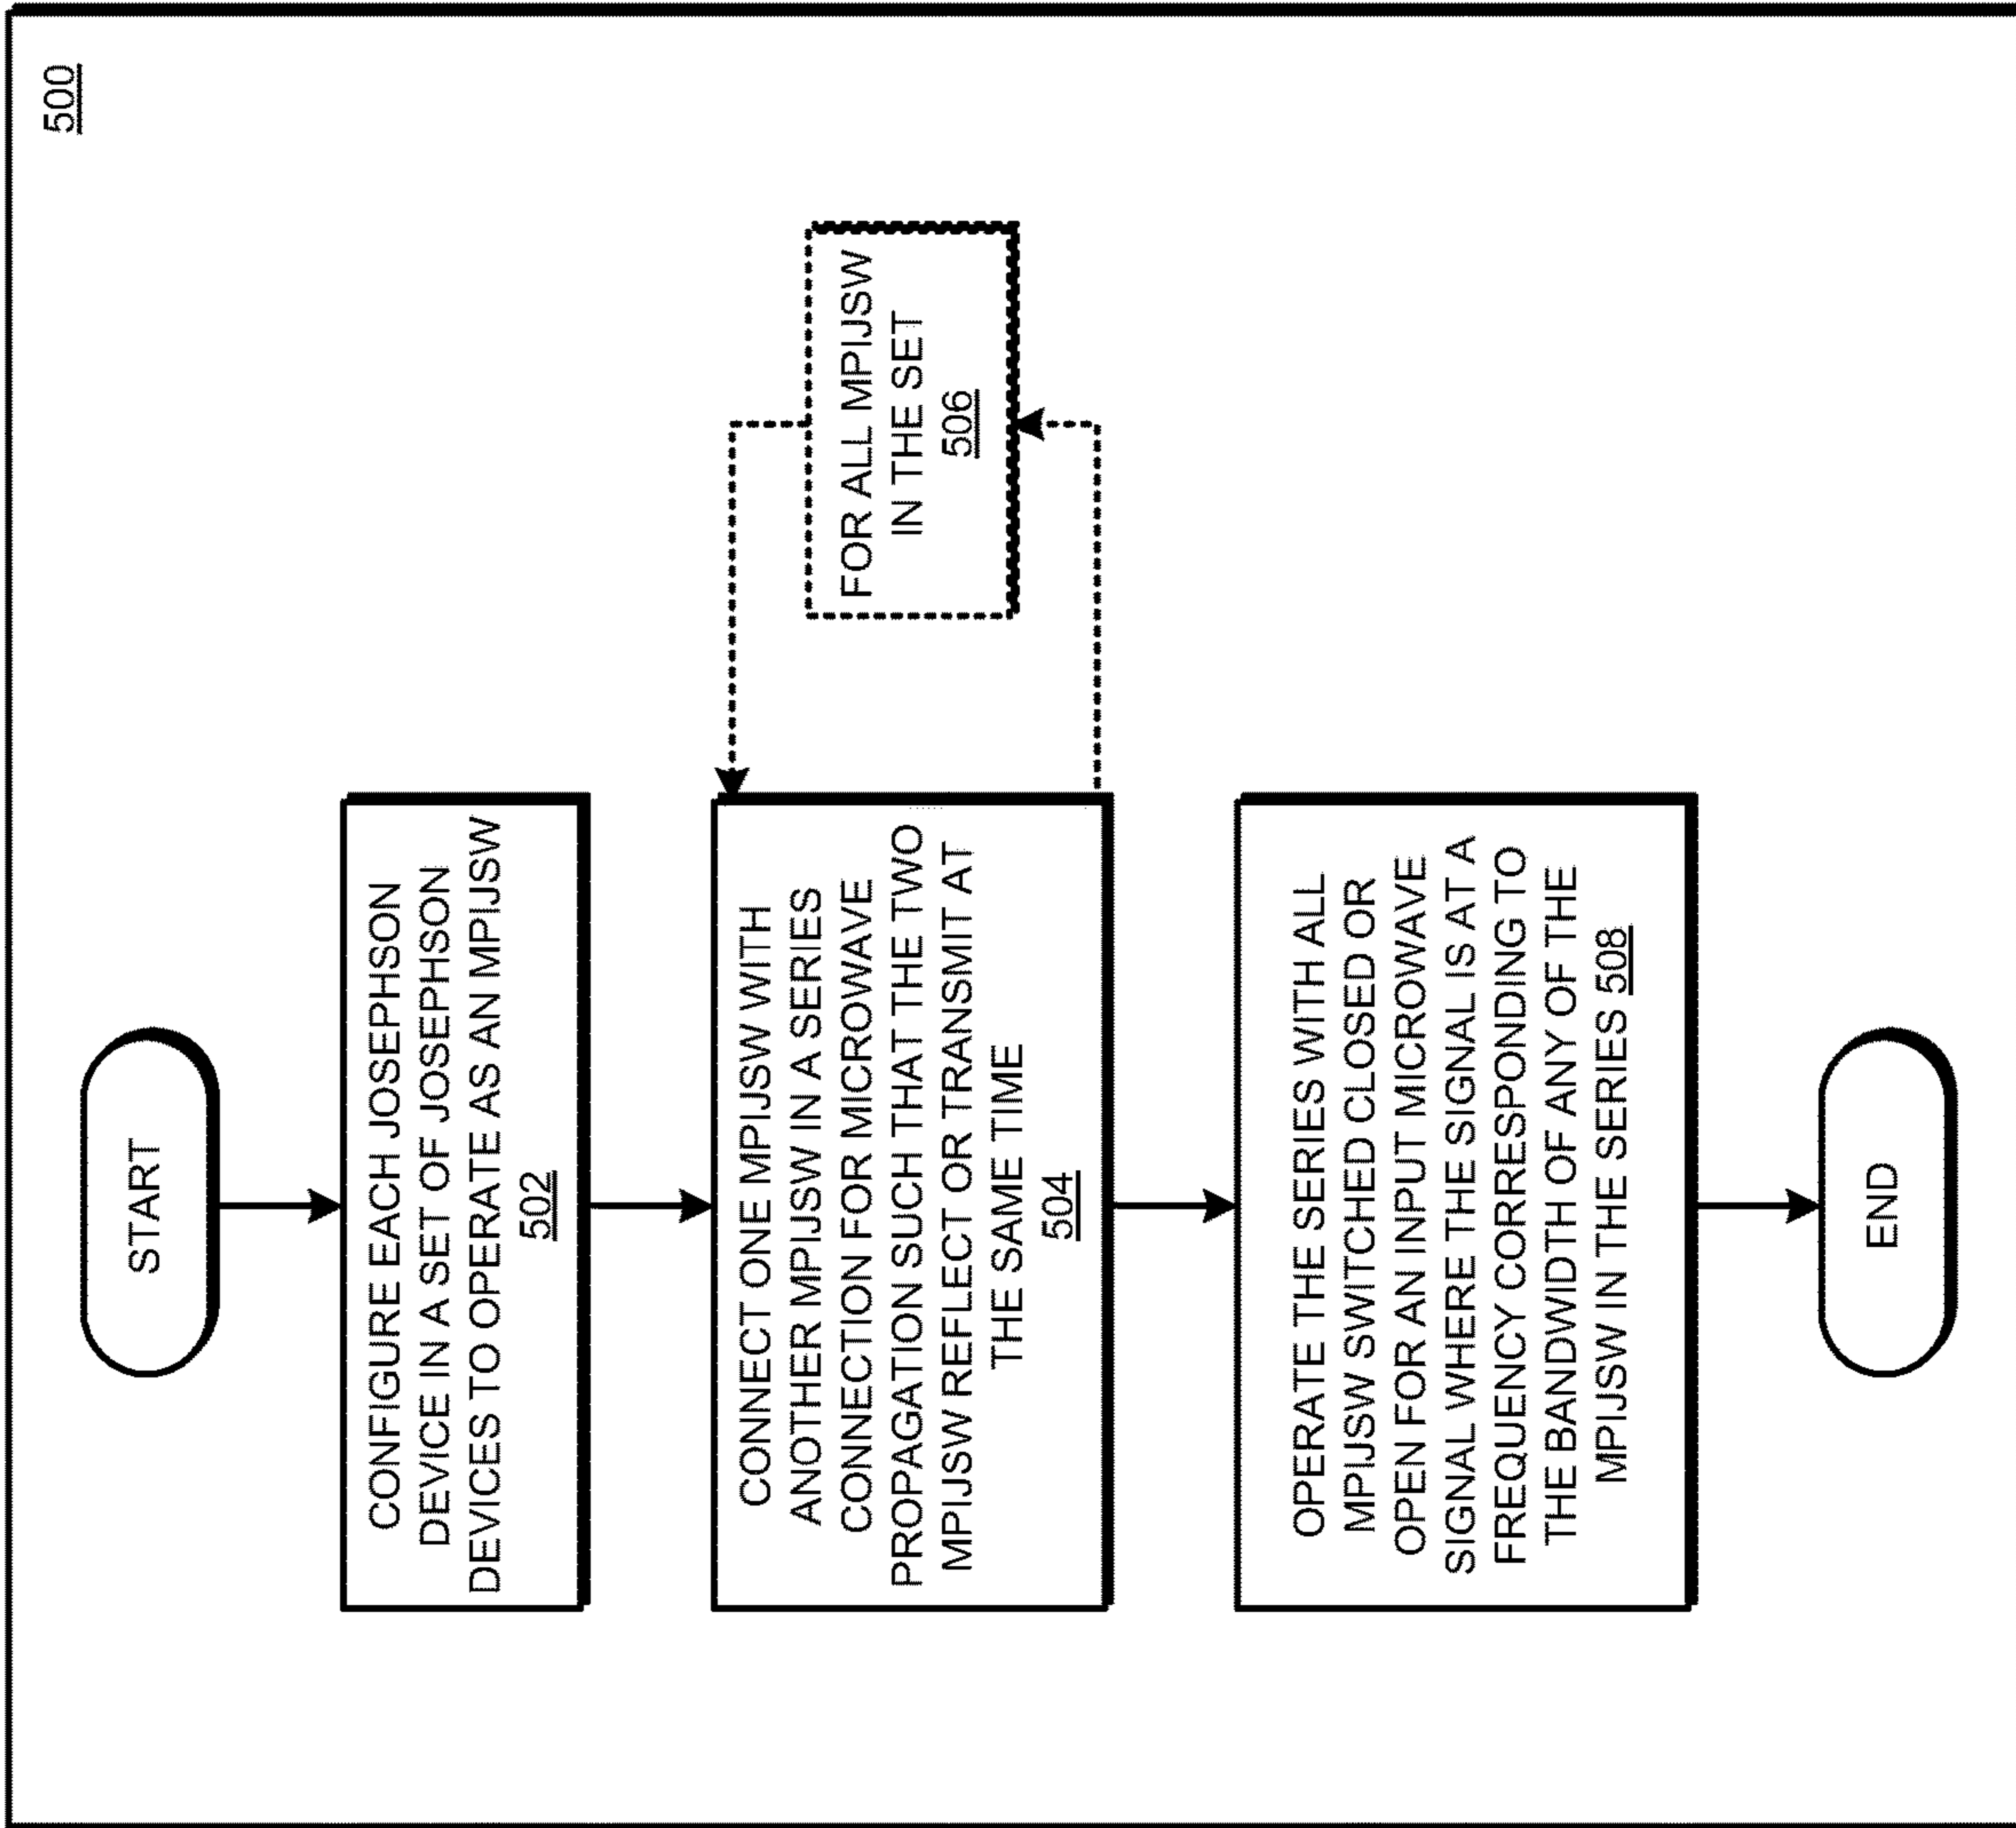 500
START
CONFIGURE EACH JOSEPHSON
DEVICE IN A SET OF JOSEPHSON
DEVICES TO OPERATE AS AN MPIJSW
502
CONNECT ONE MPIJSW WITH
ANOTHER MPIJSW IN A SERIES
CONNECTION FOR MICROWAVE
PROPAGATION SUCH THAT THE TWO
MPIJSW REFLECT OR TRANSMIT AT
THE SAME TIME
504
FOR ALL MPIJSW
IN THE SET
506
OPERATE THE SERIES WITH ALL
MPIJSW SWITCHED CLOSED OR
OPEN FOR AN INPUT MICROWAVE
SIGNAL WHERE THE SIGNAL IS AT A
FREQUENCY CORRESPONDING TO
THE BANDWIDTH OF ANY OF THE
MPIJSW IN THE SERIES 508
END